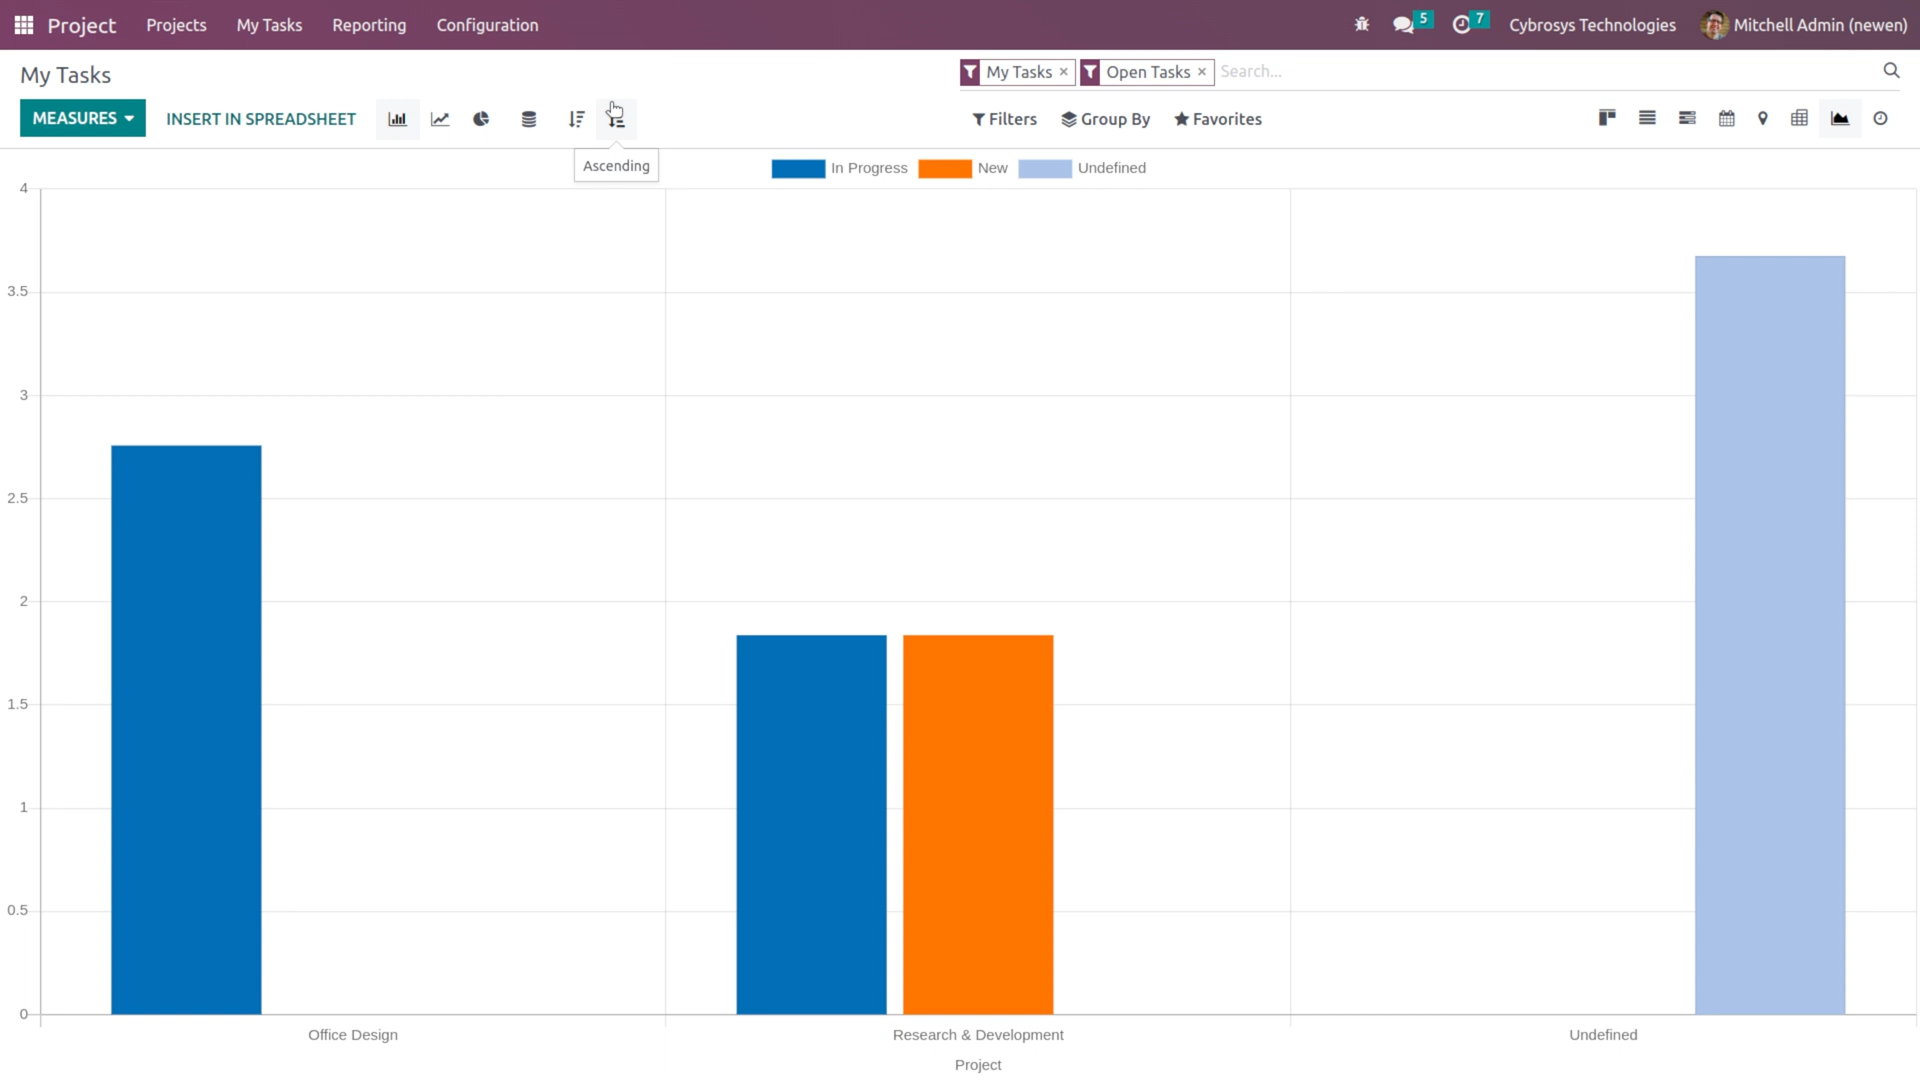 Project Projects My Tasks Reporting Configuration 5 7 Cybrosys Technologies Mitchell Admin (newen)
My Tasks
My Tasks × Open Tasks × Search...
MEASURES INSERT IN SPREADSHEET Filters Group By Favorites
Ascending
In Progress New Undefined
4
3.5
3
2.5
2
1.5
1
0.5
0
Office Design Research & Development Undefined
Project